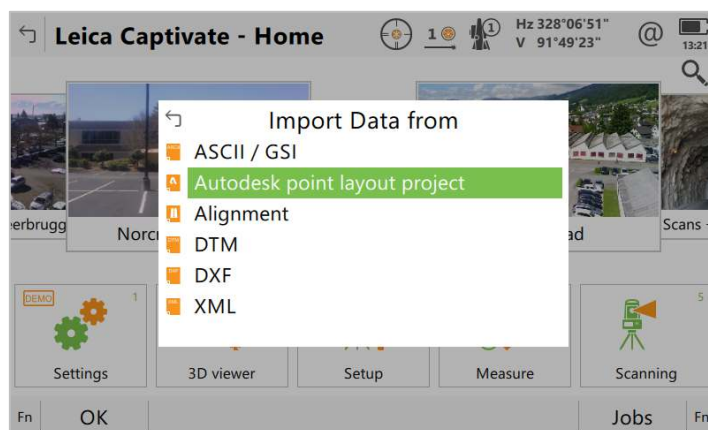 Leica Captivate - Home
1
1
Hz 328°06'51"
V 91°49'23"
@
13:21
Import Data from
ASCII / GSI
Autodesk point layout project
Alignment
DTM
DXF
XML
erbrugg
Norc
ad
Scans -
DEMO
1
5
Settings
3D viewer
Setup
Measure
Scanning
Fn
OK
Jobs
Fn